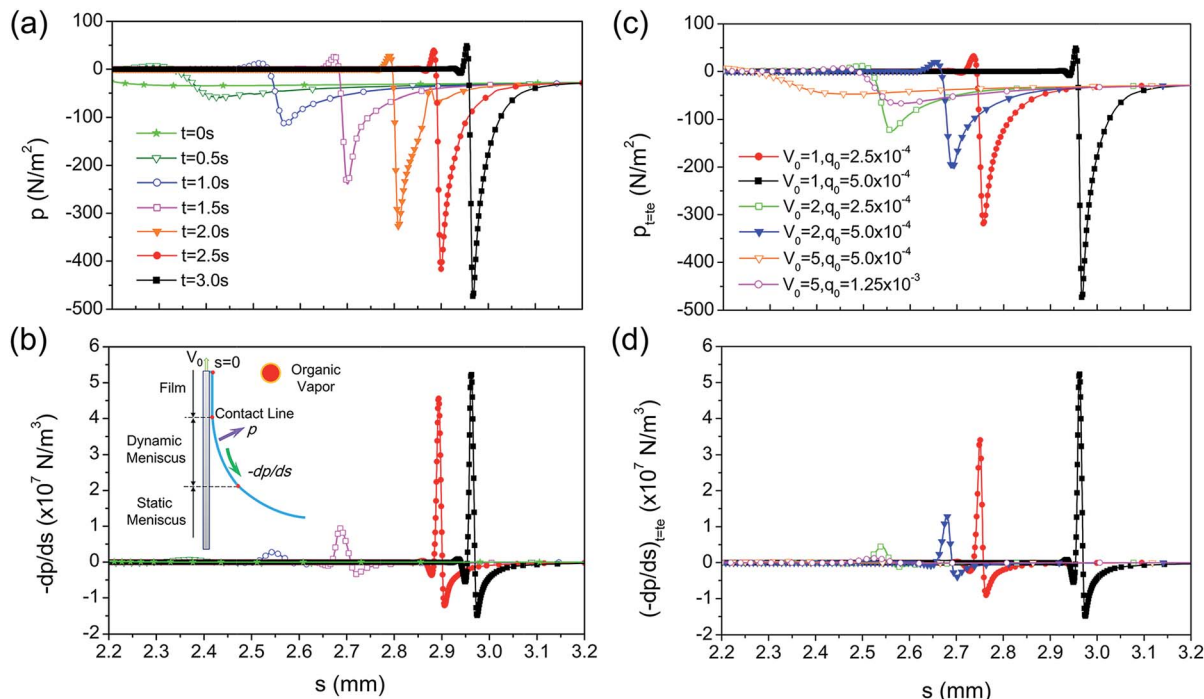 (a)
100
0
-100
-200
-300
-400
-500
p (N/m²)
t=0s
t=0.5s
t=1.0s
t=1.5s
t=2.0s
t=2.5s
t=3.0s
(c)
100
0
-100
-200
-300
-400
-500
p_t=te (N/m²)
V₀=1,q₀=2.5x10⁻⁴
V₀=1,q₀=5.0x10⁻⁴
V₀=2,q₀=2.5x10⁻⁴
V₀=2,q₀=5.0x10⁻⁴
V₀=5,q₀=5.0x10⁻⁴
V₀=5,q₀=1.25x10⁻³
(b)
6
5
4
3
2
1
0
-1
-2
-dp/ds (x10⁷ N/m³)
V₀ s=0
Film
Organic
Vapor
Contact Line
p
Dynamic
Meniscus
-dp/ds
Static
Meniscus
2.2 2.3 2.4 2.5 2.6 2.7 2.8 2.9 3.0 3.1 3.2
s (mm)
(d)
6
5
4
3
2
1
0
-1
-2
(-dp/ds)_t=te (x10⁷ N/m³)
2.2 2.3 2.4 2.5 2.6 2.7 2.8 2.9 3.0 3.1 3.2
s (mm)